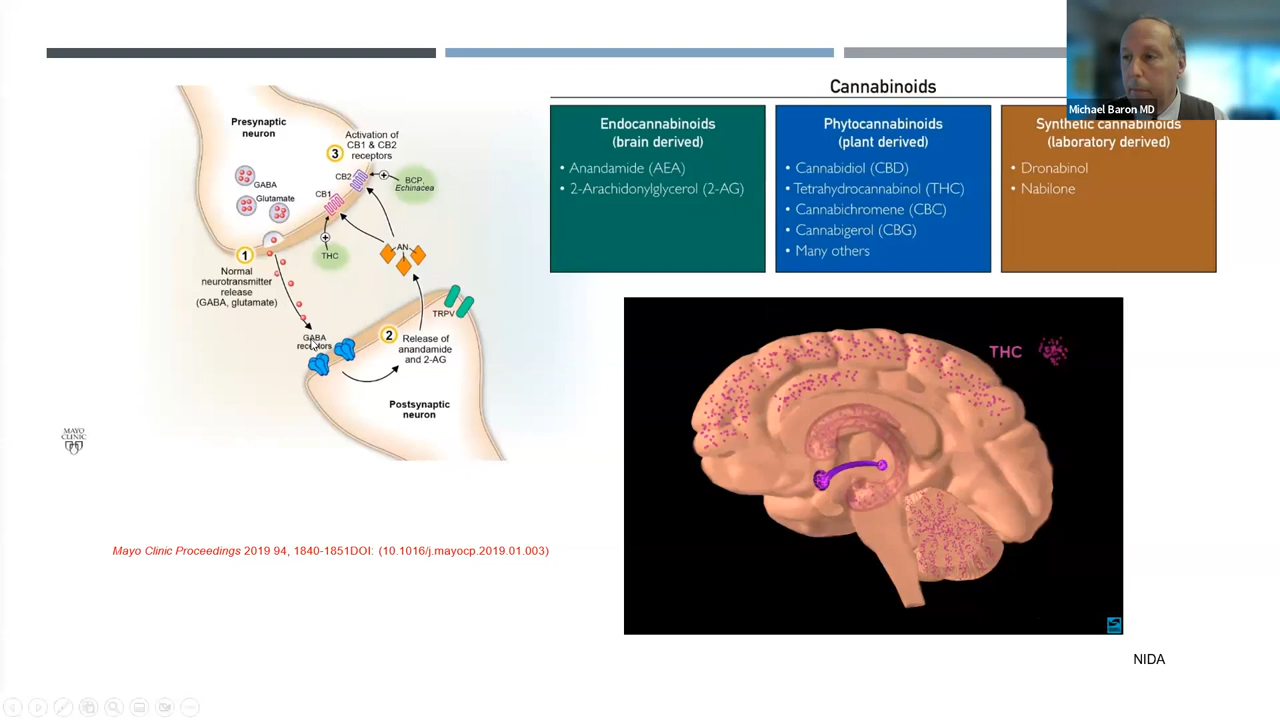 Cannabinoids
Michael Baron MD
Endocannabinoids
(brain derived)
• Anandamide (AEA)
• 2-Arachidonylglycerol (2-AG)
Phytocannabinoids
(plant derived)
• Cannabidiol (CBD)
• Tetrahydrocannabinol (THC)
• Cannabichromene (CBC)
• Cannabigerol (CBG)
• Many others
Synthetic cannabinoids
(laboratory derived)
• Dronabinol
• Nabilone
Presynaptic
neuron
GABA
Glutamate
3
Activation of
CB1 & CB2
receptors
CB2
CB1
BCP,
Echinacea
THC
AN
1
Normal
neurotransmitter
release
(GABA, glutamate)
GABA
receptors
TRPV
2
Release of
anandamide
and 2-AG
Postsynaptic
neuron
MAYO
CLINIC
Mayo Clinic Proceedings 2019 94, 1840-1851DOI: (10.1016/j.mayocp.2019.01.003)
THC
NIDA